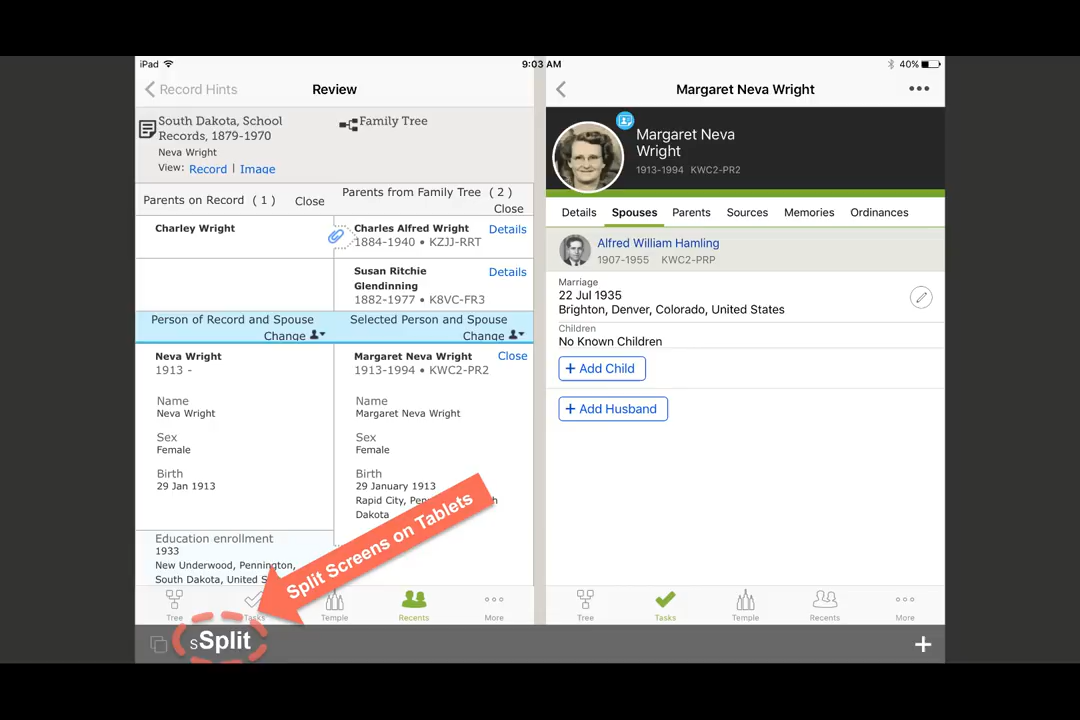 iPad
9:03 AM
40%
Record Hints
Review
South Dakota, School
Records, 1879-1970
Neva Wright
View: Record | Image
Family Tree
Parents on Record ( 1 )
Close
Parents from Family Tree ( 2 )
Close
Charley Wright
Charles Alfred Wright
1884-1940 • KZJJ-RRT
Details
Susan Ritchie
Glendinning
1882-1977 • K8VC-FR3
Details
Person of Record and Spouse
Change
Selected Person and Spouse
Change
Neva Wright
1913 -
Name
Neva Wright
Sex
Female
Birth
29 Jan 1913
Education enrollment
1933
New Underwood, Pennington,
South Dakota, United S
Margaret Neva Wright
1913-1994 • KWC2-PR2
Close
Name
Margaret Neva Wright
Sex
Female
Birth
29 January 1913
Rapid City, Pen
h
Dakota
Split Screens on Tablets
Tree
Tasks
Temple
Recents
More
sSplit
Margaret Neva Wright
Margaret Neva
Wright
1913-1994 KWC2-PR2
Details
Spouses
Parents
Sources
Memories
Ordinances
Alfred William Hamling
1907-1955 KWC2-PRP
Marriage
22 Jul 1935
Brighton, Denver, Colorado, United States
Children
No Known Children
+ Add Child
+ Add Husband
Tree
Tasks
Temple
Recents
More